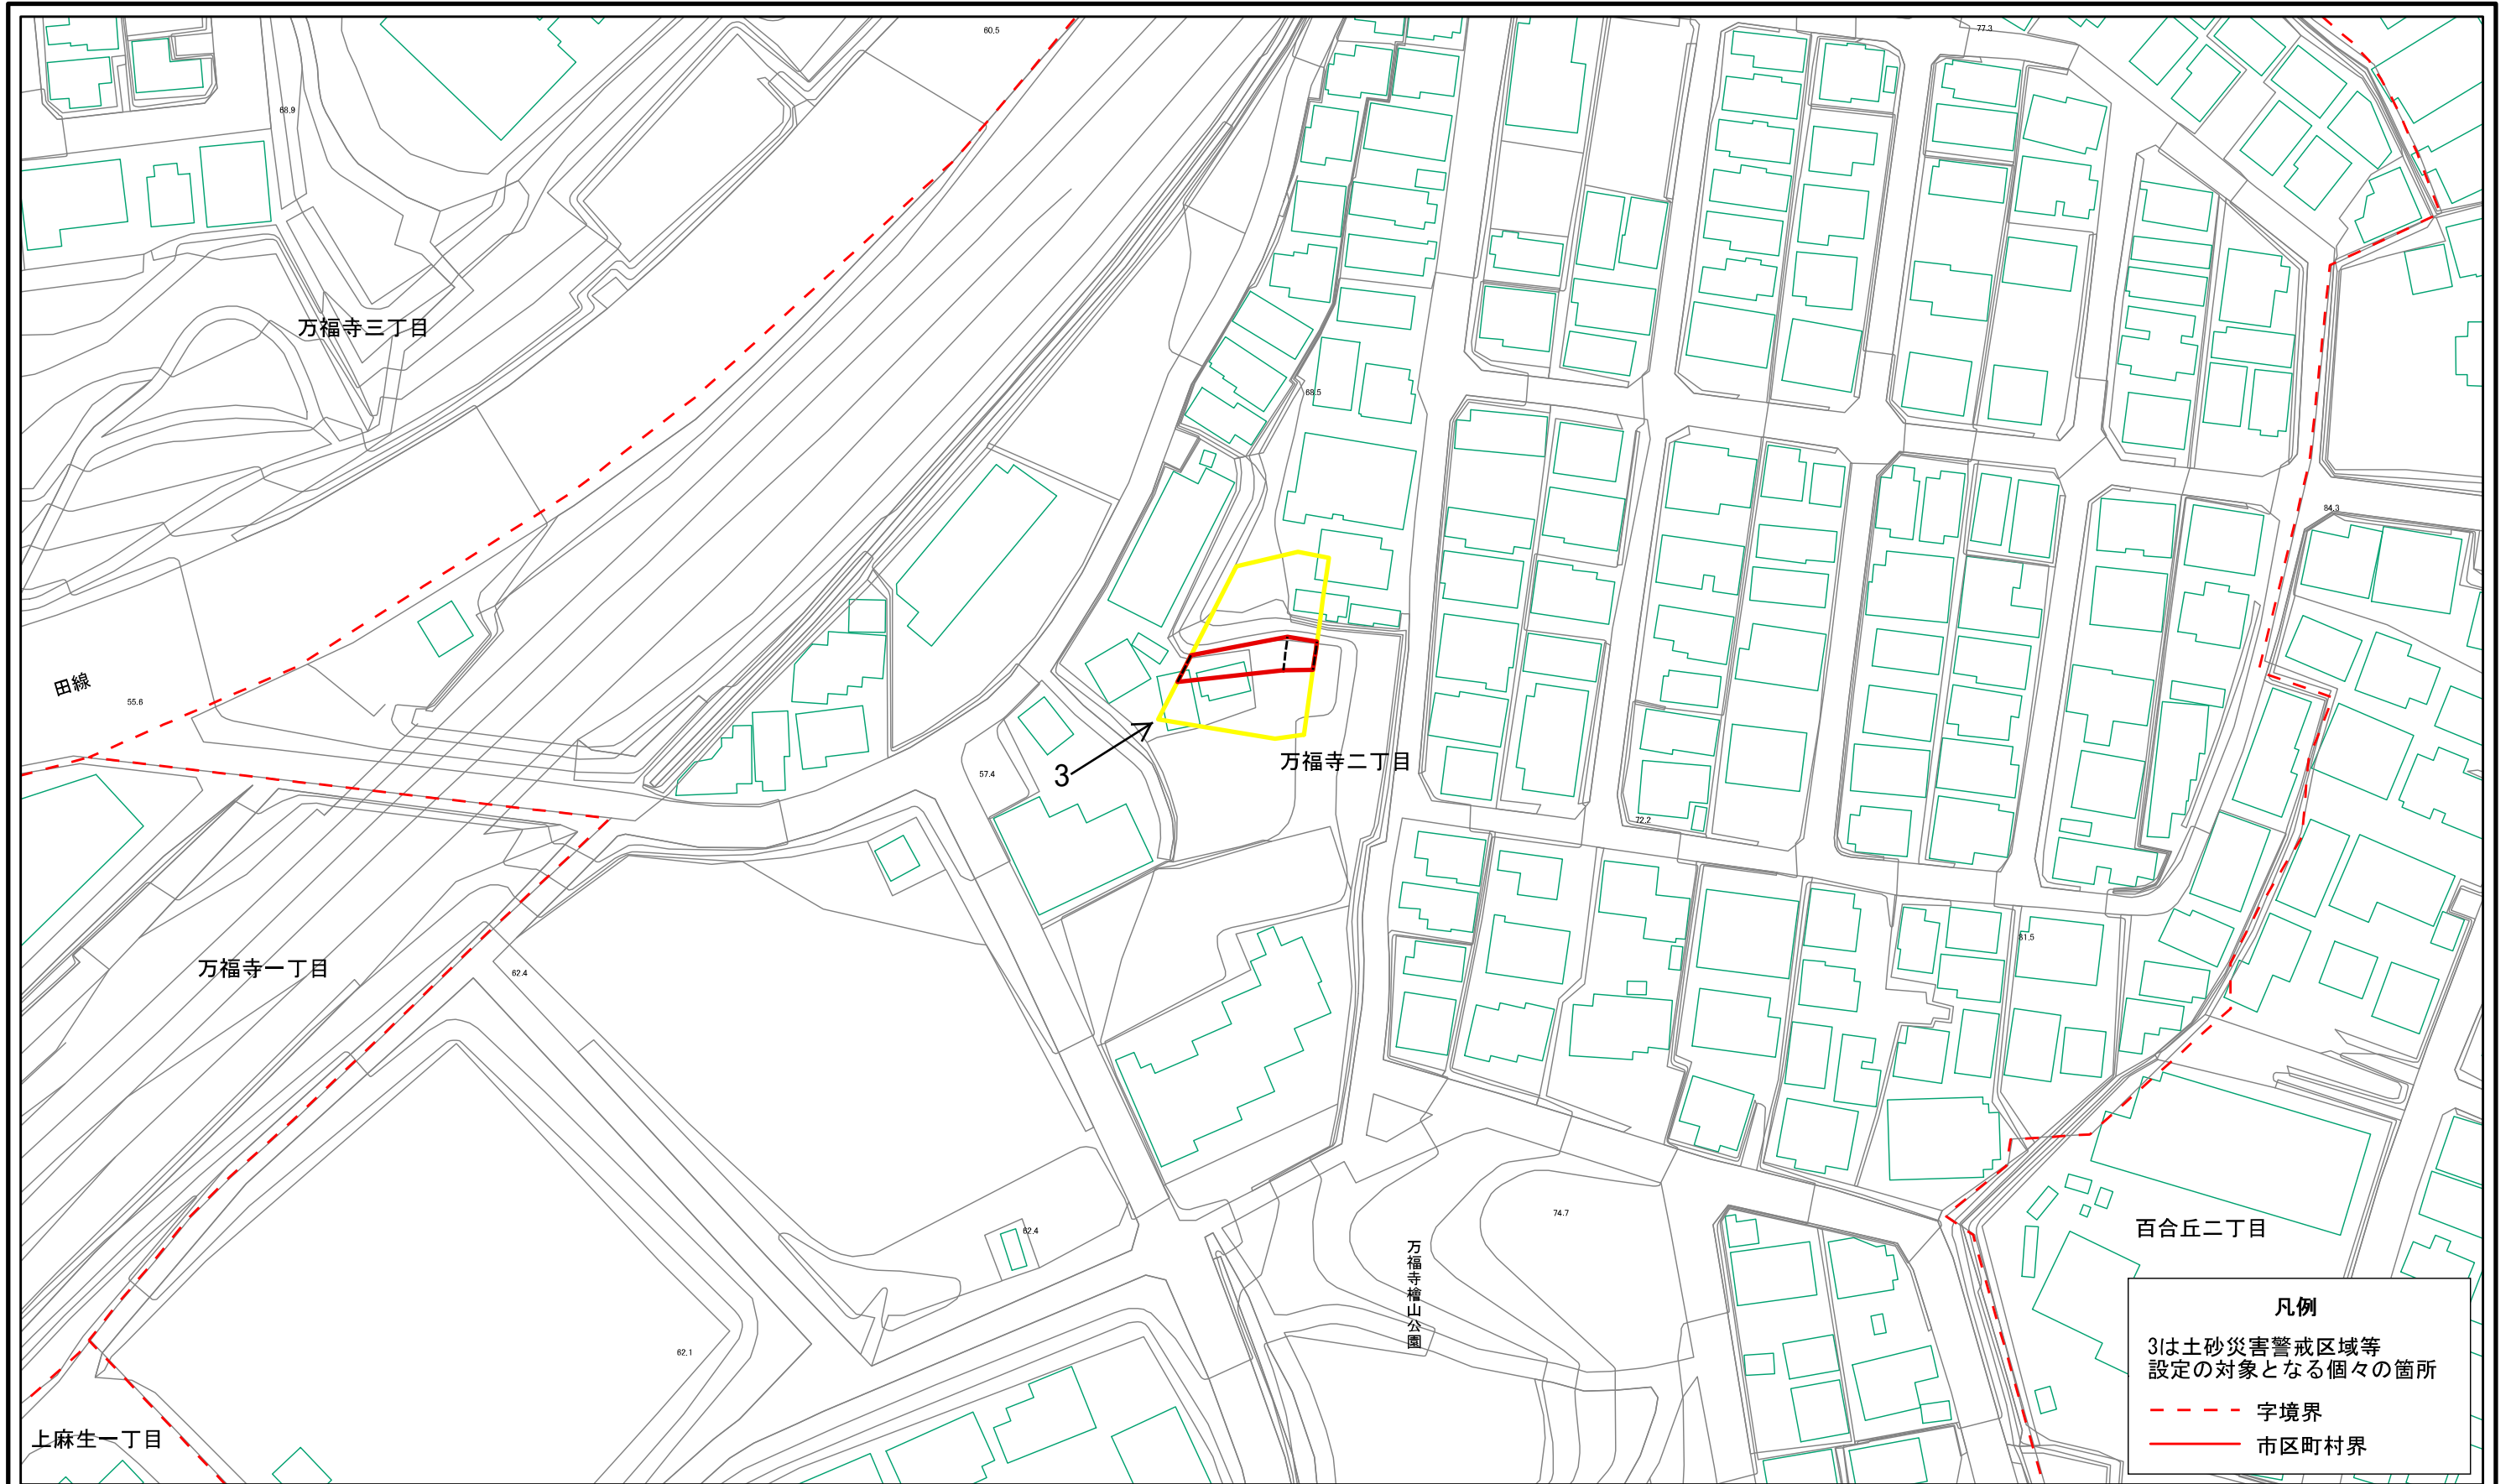 60.5
77.3
68.9
万福寺三丁目
68.5
84.3
田線
55.6
万福寺二丁目
3
57.4
72.2
81.5
万福寺一丁目
62.4
74.7
62.4
百合丘二丁目
万福寺檜山公園
62.1
上麻生一丁目
凡例
3は土砂災害警戒区域等
設定の対象となる個々の箇所
字境界
市区町村界